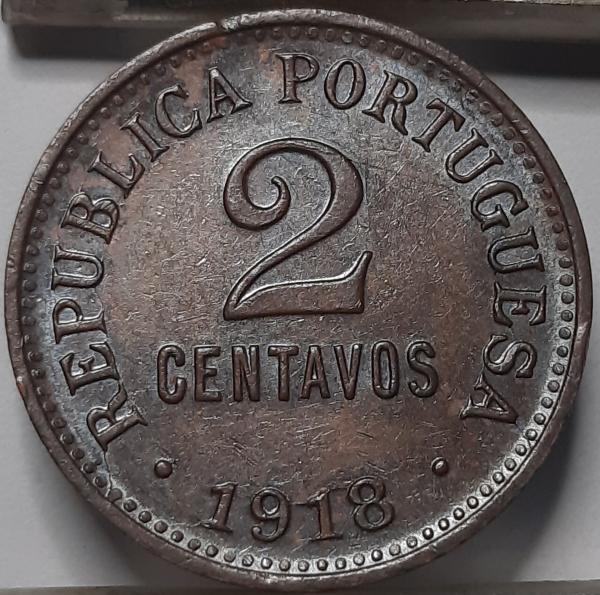 REPUBLICA PORTUGUESA
2
CENTAVOS
• 1918 •